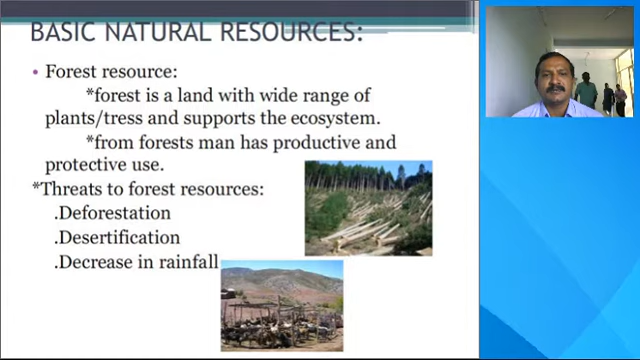 BASIC NATURAL RESOURCES:
• Forest resource:
*forest is a land with wide range of
plants/tress and supports the ecosystem.
*from forests man has productive and
protective use.
*Threats to forest resources:
.Deforestation
.Desertification
.Decrease in rainfall